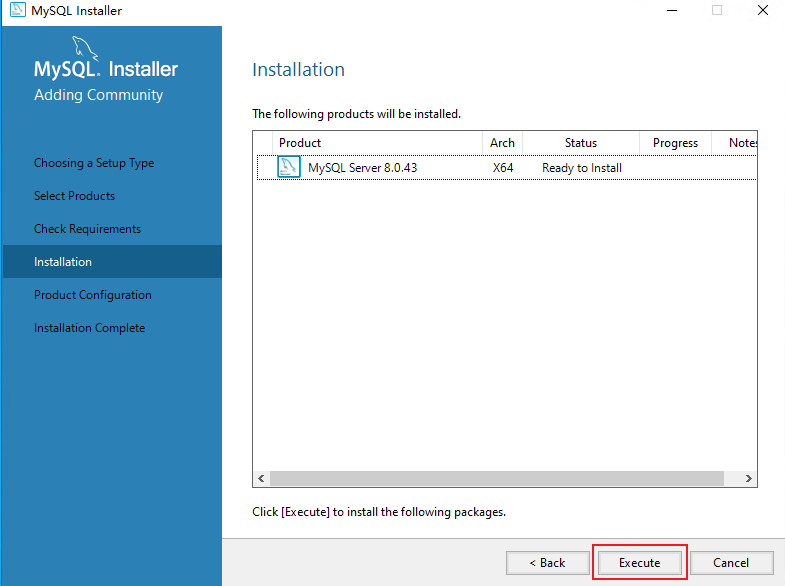 MySQL Installer
MySQL. Installer
Adding Community
Choosing a Setup Type
Select Products
Check Requirements
Installation
Product Configuration
Installation Complete
Installation
The following products will be installed.
Product Arch Status Progress Notes
MySQL Server 8.0.43 X64 Ready to Install
Click [Execute] to install the following packages.
< Back Execute Cancel